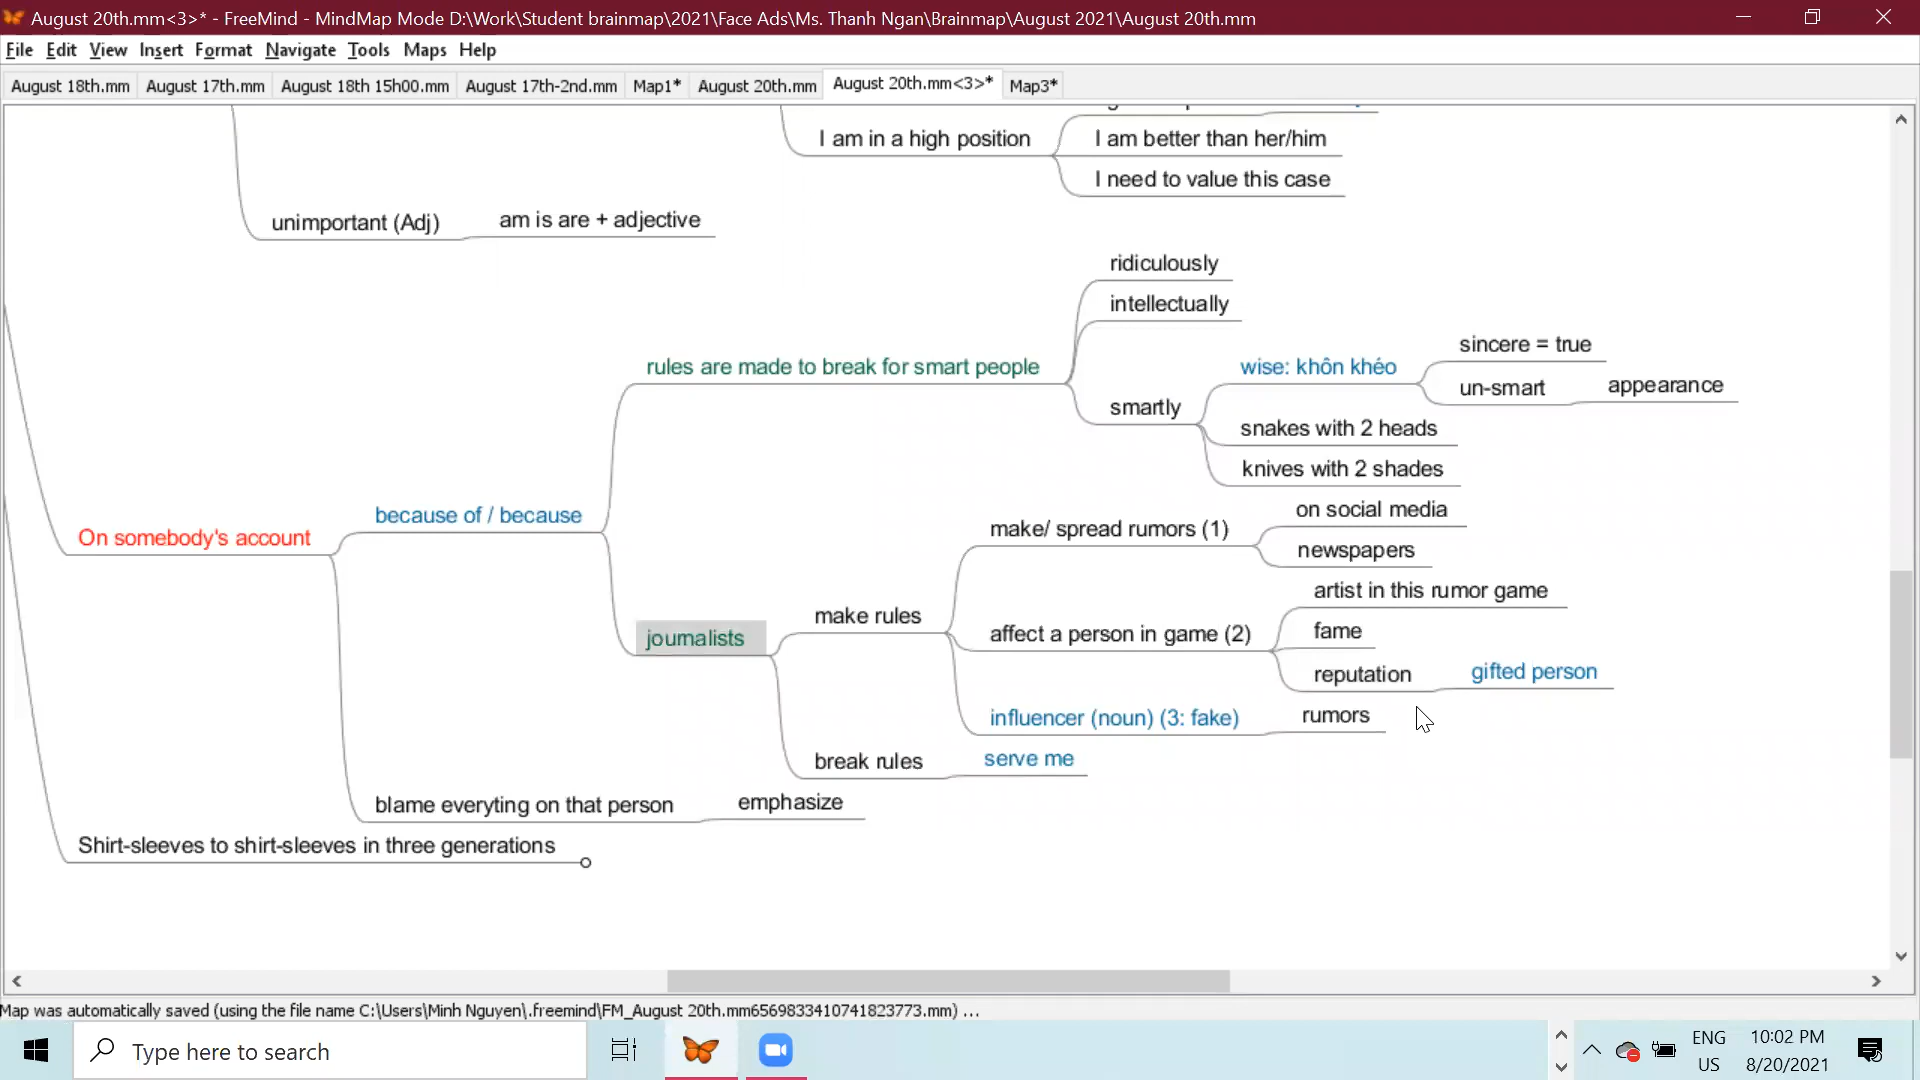 August 20th.mm<3>* - FreeMind - MindMap Mode D:\Work\Student brainmap\2021\Face Ads\Ms. Thanh Ngan\Brainmap\August 2021\August 20th.mm
File Edit View Insert Format Navigate Tools Maps Help
August 18th.mm August 17th.mm August 18th 15h00.mm August 17th-2nd.mm Map1* August 20th.mm August 20th.mm<3>* Map3*
I am in a high position
I am better than her/him
I need to value this case
unimportant (Adj)
am is are + adjective
ridiculously
intellectually
rules are made to break for smart people
smartly
wise: khôn khéo
sincere = true
un-smart
appearance
snakes with 2 heads
knives with 2 shades
On somebody's account
because of / because
journalists
make rules
make/ spread rumors (1)
on social media
newspapers
affect a person in game (2)
artist in this rumor game
fame
reputation
gifted person
influencer (noun) (3: fake)
rumors
break rules
serve me
blame everyting on that person
emphasize
Shirt-sleeves to shirt-sleeves in three generations
Map was automatically saved (using the file name C:\Users\Minh Nguyen\.freemind\FM_August 20th.mm6569833410741823773.mm) ...
Type here to search
ENG
US
10:02 PM
8/20/2021